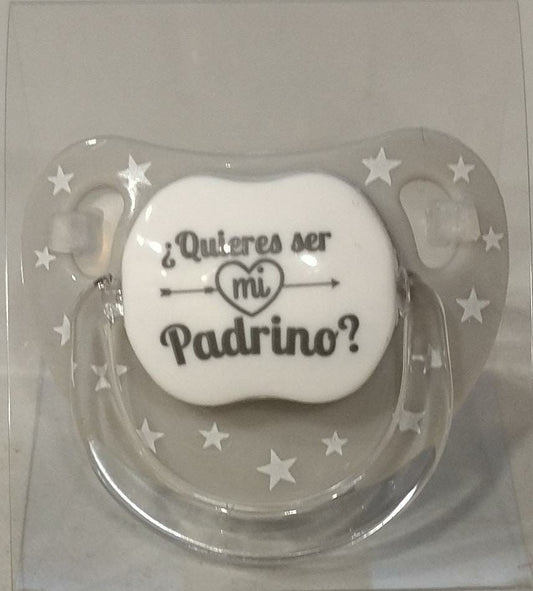 ¿Quieres ser
mi
Padrino?